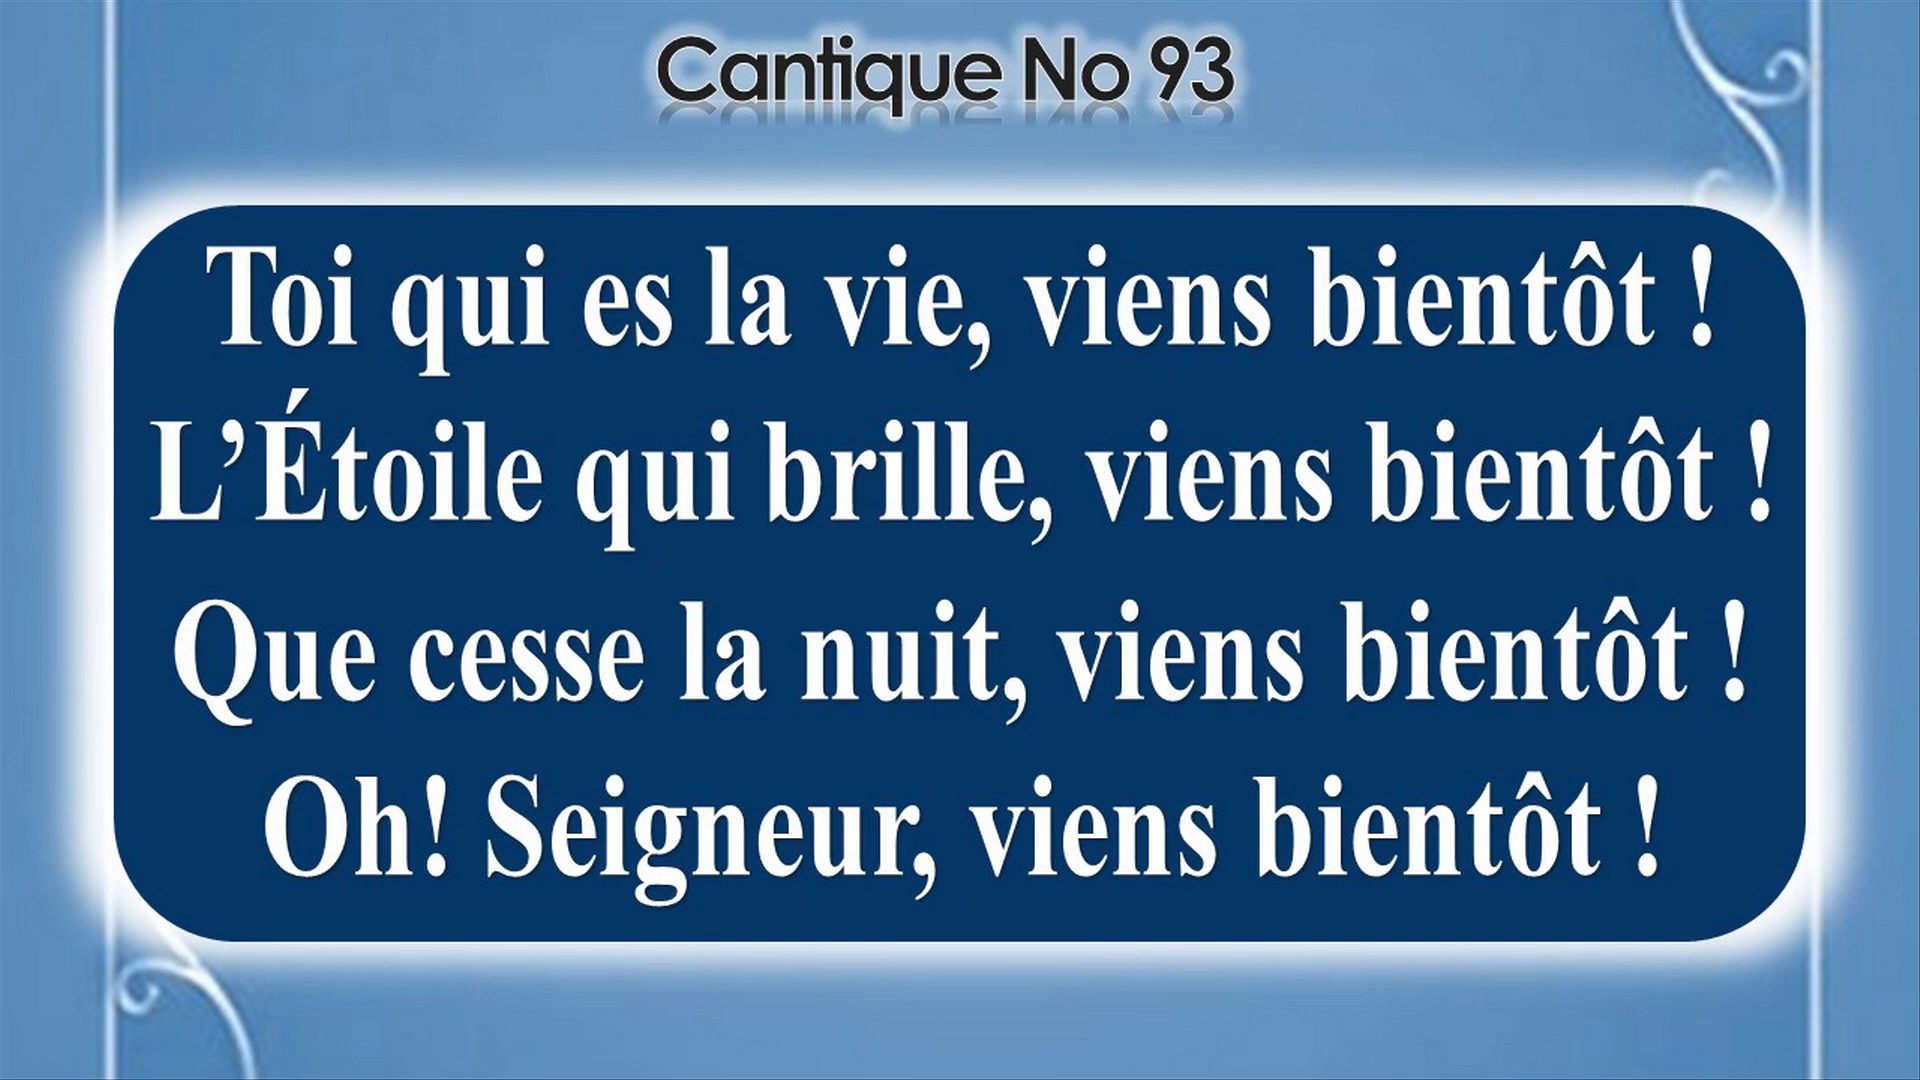 Cantique No 93
Toi qui es la vie, viens bientôt !
L’Étoile qui brille, viens bientôt !
Que cesse la nuit, viens bientôt !
Oh! Seigneur, viens bientôt !